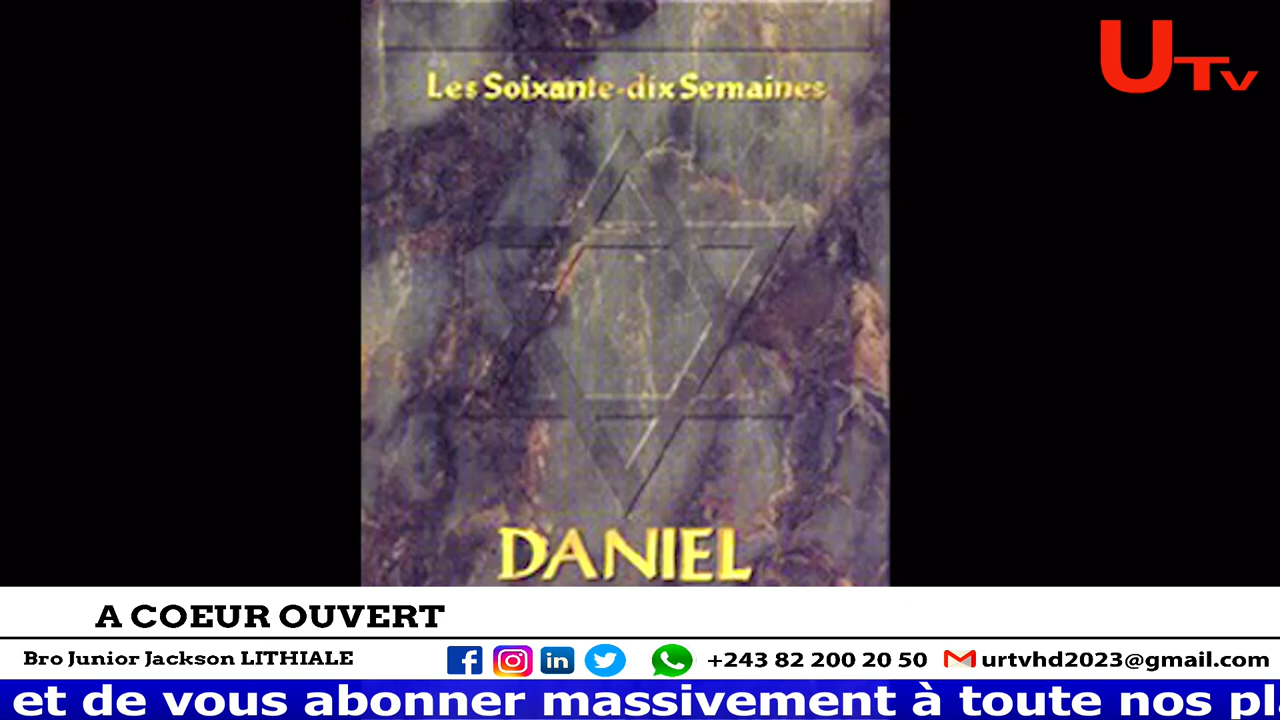 UTv
Les Soixante-dix Semaines
DANIEL
A COEUR OUVERT
Bro Junior Jackson LITHIALE
+243 82 200 20 50
urtvhd2023@gmail.com
et de vous abonner massivement à toute nos pl